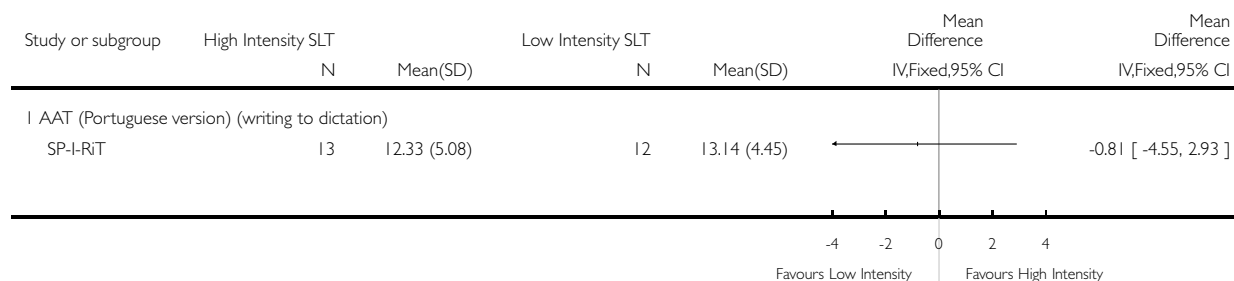 Mean Mean
Study or subgroup High Intensity SLT Low Intensity SLT Difference Difference
N Mean(SD) N Mean(SD) IV,Fixed,95% CI IV,Fixed,95% CI
1 AAT (Portuguese version) (writing to dictation)
SP-I-RiT 13 12.33 (5.08) 12 13.14 (4.45) -0.81 [ -4.55, 2.93 ]
-4 -2 0 2 4
Favours Low Intensity Favours High Intensity